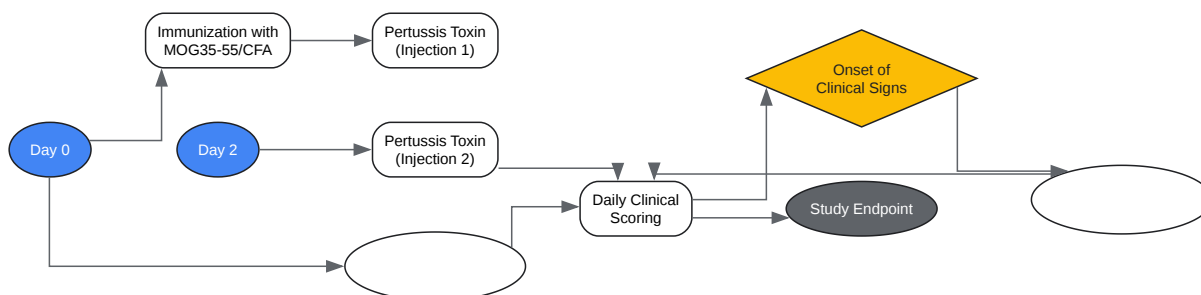 Immunization with
MOG35-55/CFA
Pertussis Toxin
(Injection 1)
Onset of
Clinical Signs
Day 0
Day 2
Pertussis Toxin
(Injection 2)
Daily Clinical
Scoring
Study Endpoint